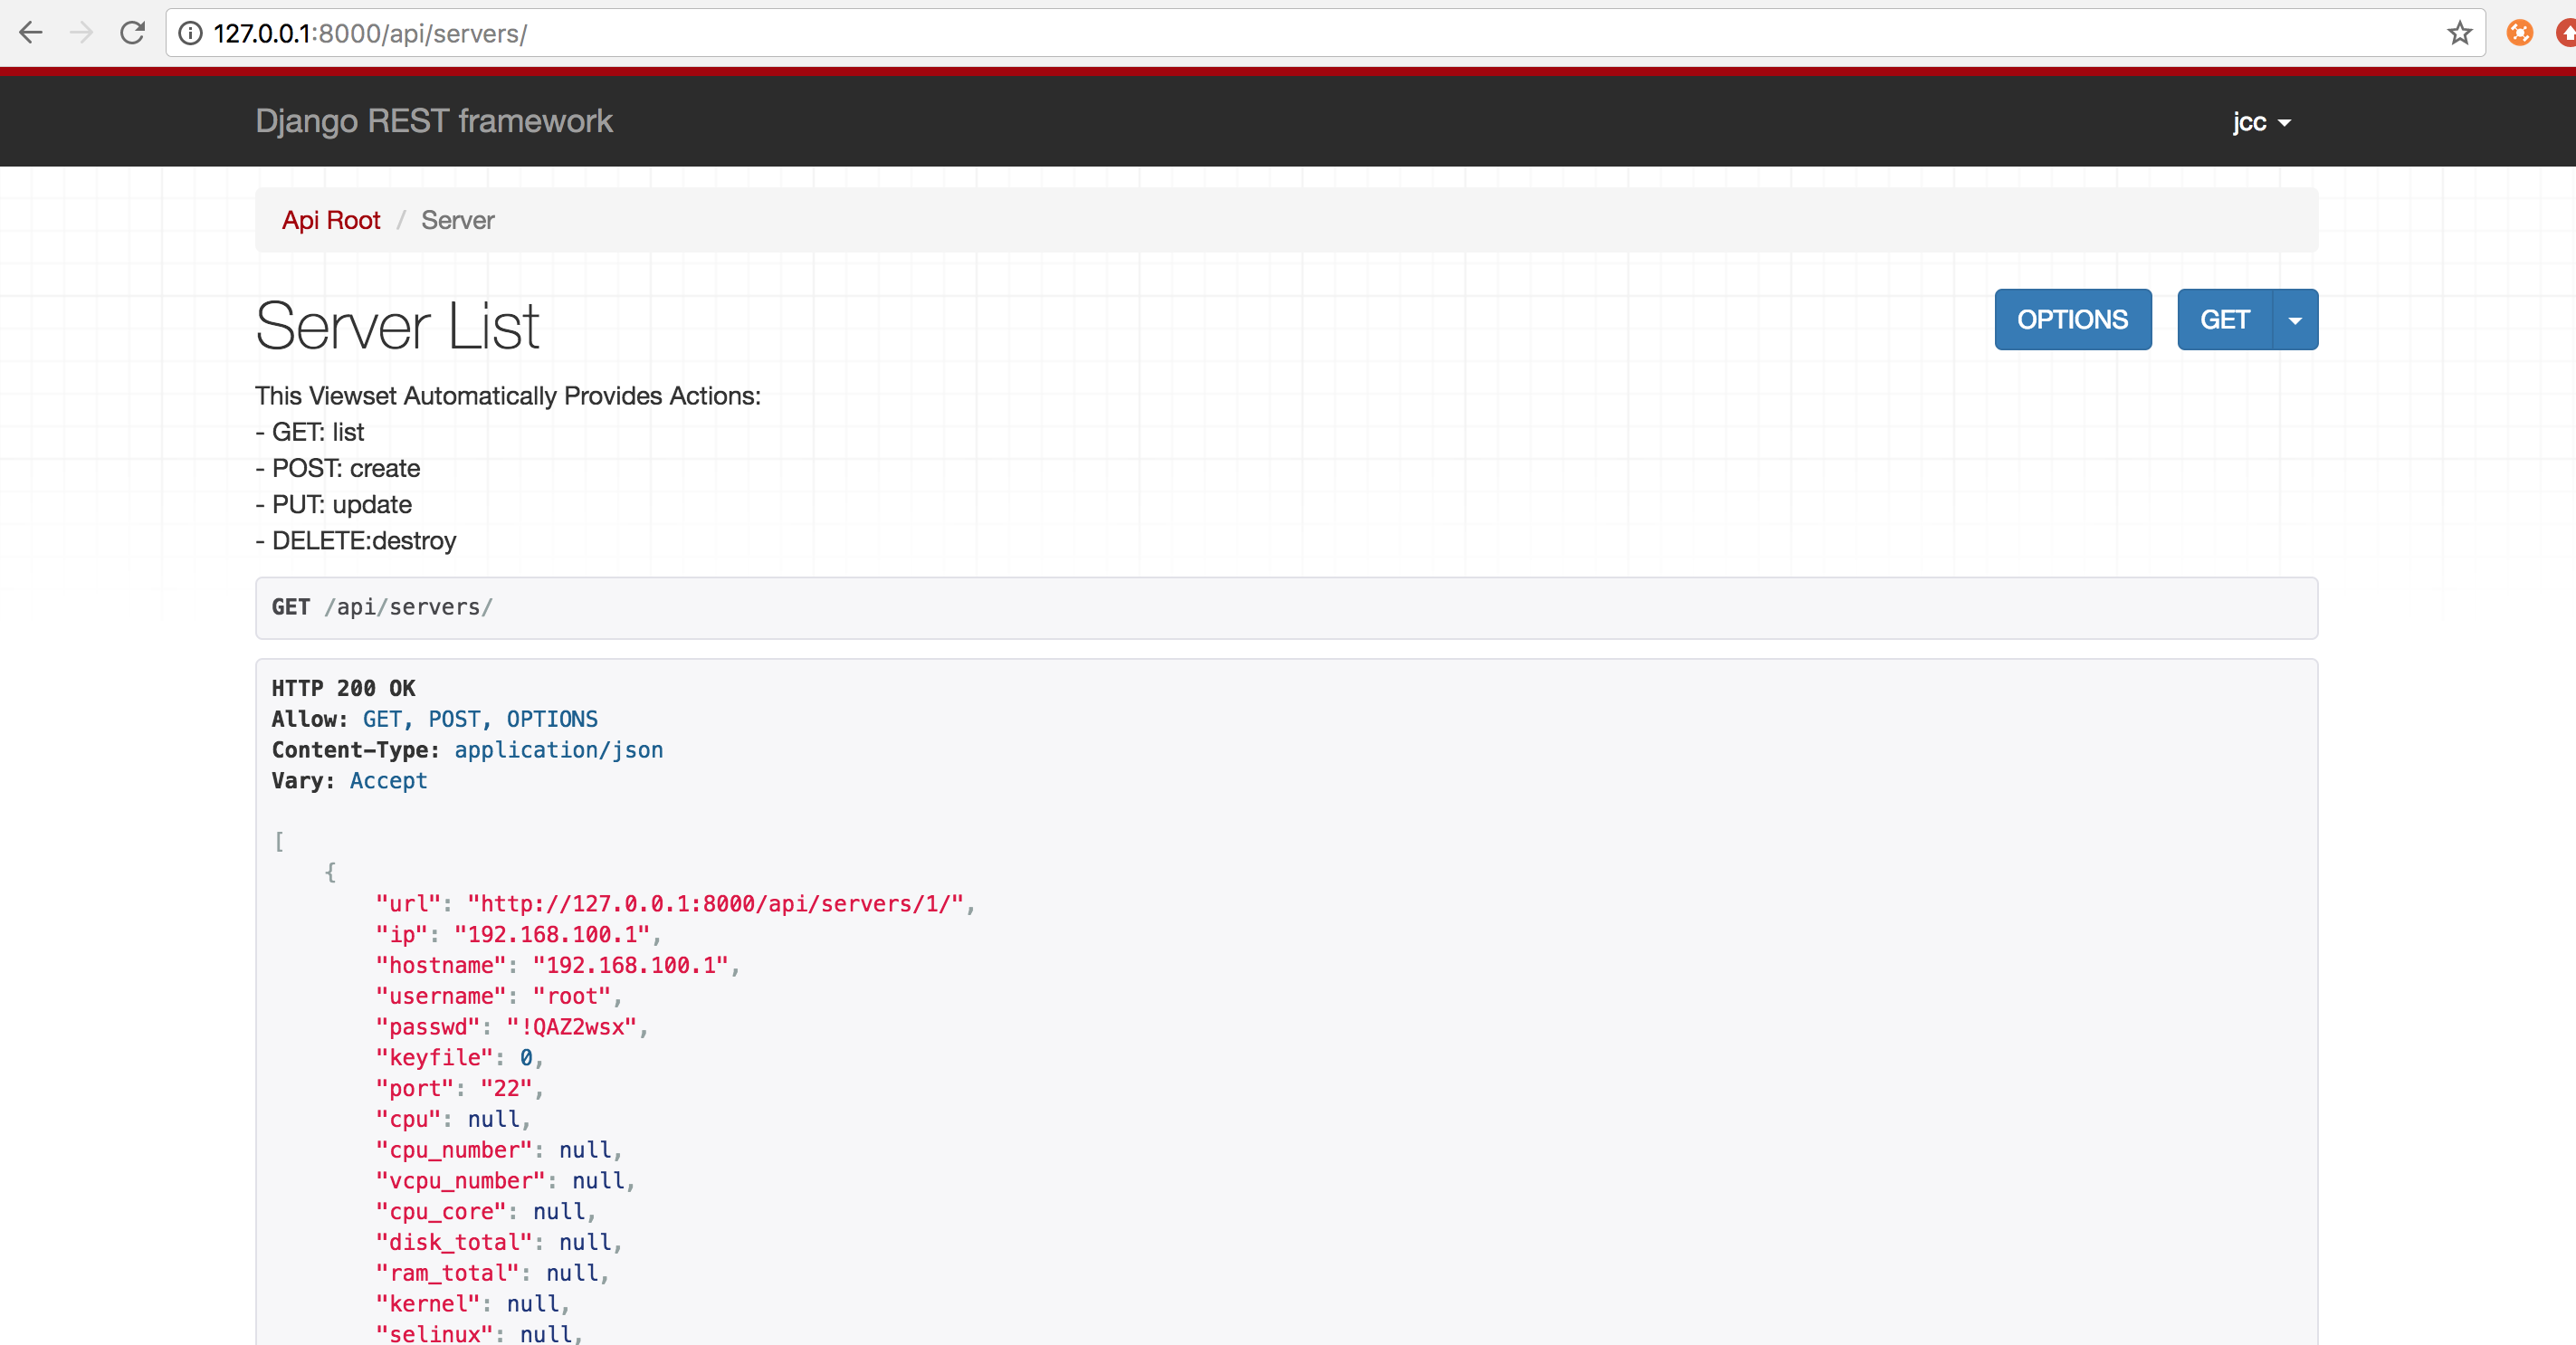 127.0.0.1:8000/api/servers/
Django REST framework
jcc
Api Root / Server
Server List
OPTIONS
GET
This Viewset Automatically Provides Actions:
- GET: list
- POST: create
- PUT: update
- DELETE:destroy
GET /api/servers/
HTTP 200 OK
Allow: GET, POST, OPTIONS
Content-Type: application/json
Vary: Accept
[
{
"url": "http://127.0.0.1:8000/api/servers/1/",
"ip": "192.168.100.1",
"hostname": "192.168.100.1",
"username": "root",
"passwd": "!QAZ2wsx",
"keyfile": 0,
"port": "22",
"cpu": null,
"cpu_number": null,
"vcpu_number": null,
"cpu_core": null,
"disk_total": null,
"ram_total": null,
"kernel": null,
"selinux": null,